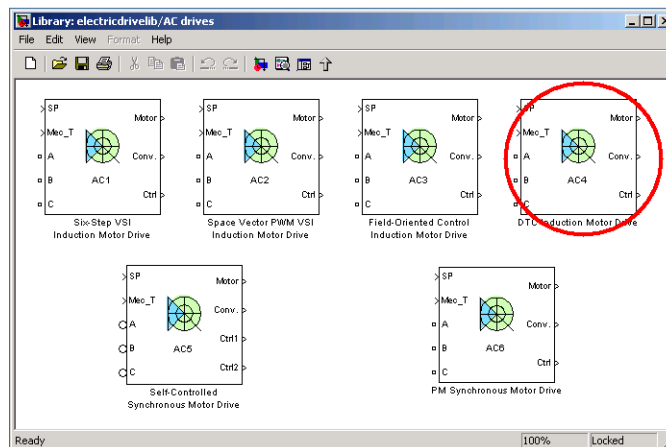 Library: electricdrivelib/AC drives
File Edit View Format Help
SP
Mec_T
A
B
C
Motor
Conv.
Ctrl
AC1
Six-Step VSI
Induction Motor Drive
SP
Mec_T
A
B
C
Motor
Conv.
Ctrl
AC2
Space Vector PWM VSI
Induction Motor Drive
SP
Mec_T
A
B
C
Motor
Conv.
Ctrl
AC3
Field-Oriented Control
Induction Motor Drive
SP
Mec_T
A
B
C
Motor
Conv.
Ctrl
AC4
DTC Induction Motor Drive
SP
Mec_T
A
B
C
Motor
Conv.
Ctrl1
Ctrl2
AC5
Self-Controlled
Synchronous Motor Drive
SP
Mec_T
A
B
C
Motor
Conv.
Ctrl
AC6
PM Synchronous Motor Drive
Ready 100% Locked